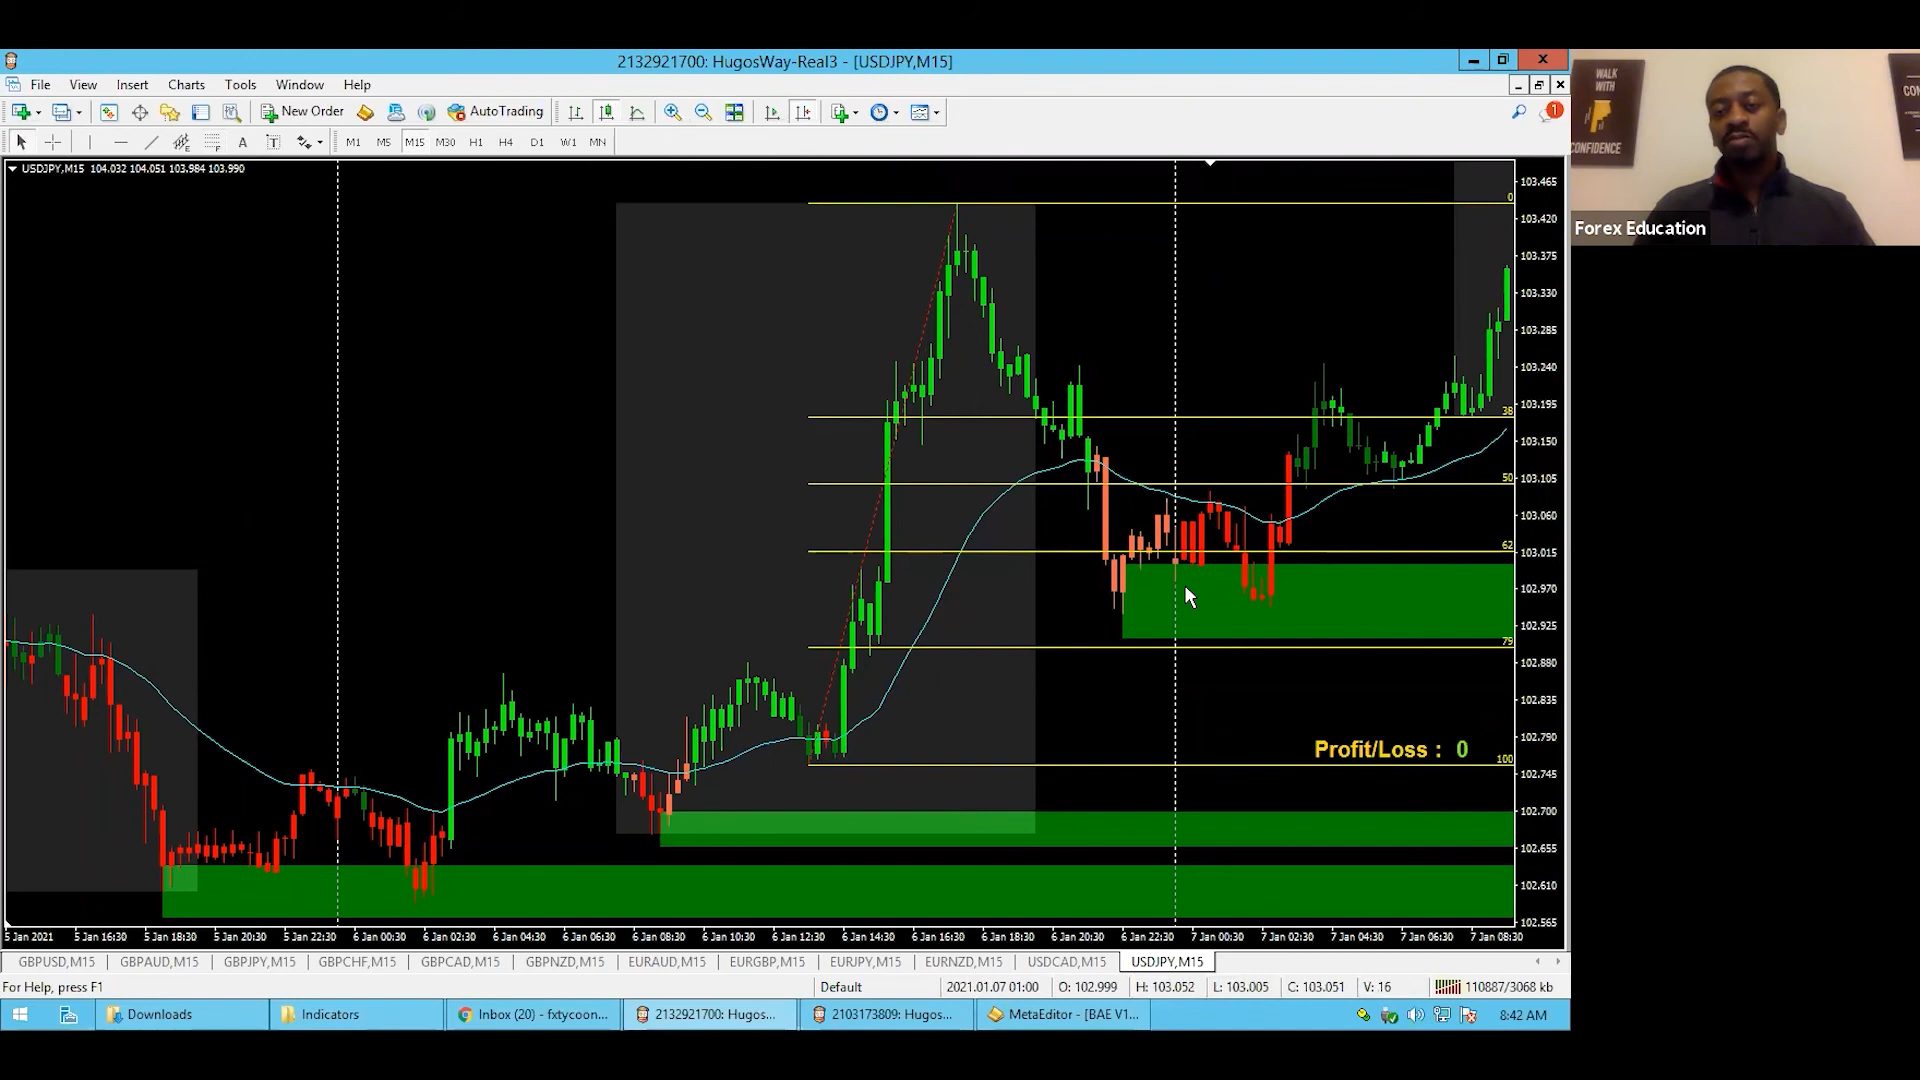 2132921700: HugosWay-Real3 - [USDJPY,M15]
File View Insert Charts Tools Window Help
New Order AutoTrading 1
A T M1 M5 M15 M30 H1 H4 D1 W1 MN
USDJPY,M15 104.032 104.051 103.984 103.990
WALK
WITH
CONFIDENCE
CON
Forex Education
103.465
103.420
103.375
103.330
103.285
103.240
103.195
103.150
103.105
103.060
103.015
102.970
102.925
102.880
102.835
102.790
102.745
102.700
102.655
102.610
102.565
0
38
50
62
79
100
Profit/Loss : 0
5 Jan 2021 5 Jan 16:30 5 Jan 18:30 5 Jan 20:30 5 Jan 22:30 6 Jan 00:30 6 Jan 02:30 6 Jan 04:30 6 Jan 06:30 6 Jan 08:30 6 Jan 10:30 6 Jan 12:30 6 Jan 14:30 6 Jan 16:30 6 Jan 18:30 6 Jan 20:30 6 Jan 22:30 7 Jan 00:30 7 Jan 02:30 7 Jan 04:30 7 Jan 06:30 7 Jan 08:30
GBPUSD,M15 GBPAUD,M15 GBPJPY,M15 GBPCHF,M15 GBPCAD,M15 GBPNZD,M15 EURAUD,M15 EURGBP,M15 EURJPY,M15 EURNZD,M15 USDCAD,M15 USDJPY,M15
For Help, press F1 Default 2021.01.07 01:00 O: 102.999 H: 103.052 L: 103.005 C: 103.051 V: 16 110887/3068 kb
Downloads Indicators Inbox (20) - fxtycoon... 2132921700: Hugos... 2103173809: Hugos... MetaEditor - [BAE V1... 8:42 AM